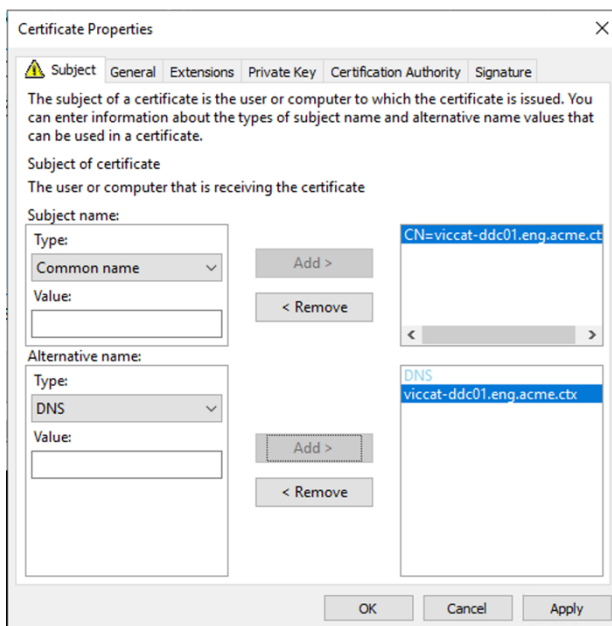 Certificate Properties
Subject General Extensions Private Key Certification Authority Signature
The subject of a certificate is the user or computer to which the certificate is issued. You
can enter information about the types of subject name and alternative name values that
can be used in a certificate.
Subject of certificate
The user or computer that is receiving the certificate
Subject name:
Type:
Common name
Value:
Add >
< Remove
CN=viccat-ddc01.eng.acme.ct
Alternative name:
Type:
DNS
Value:
Add >
< Remove
DNS
viccat-ddc01.eng.acme.ctx
OK Cancel Apply